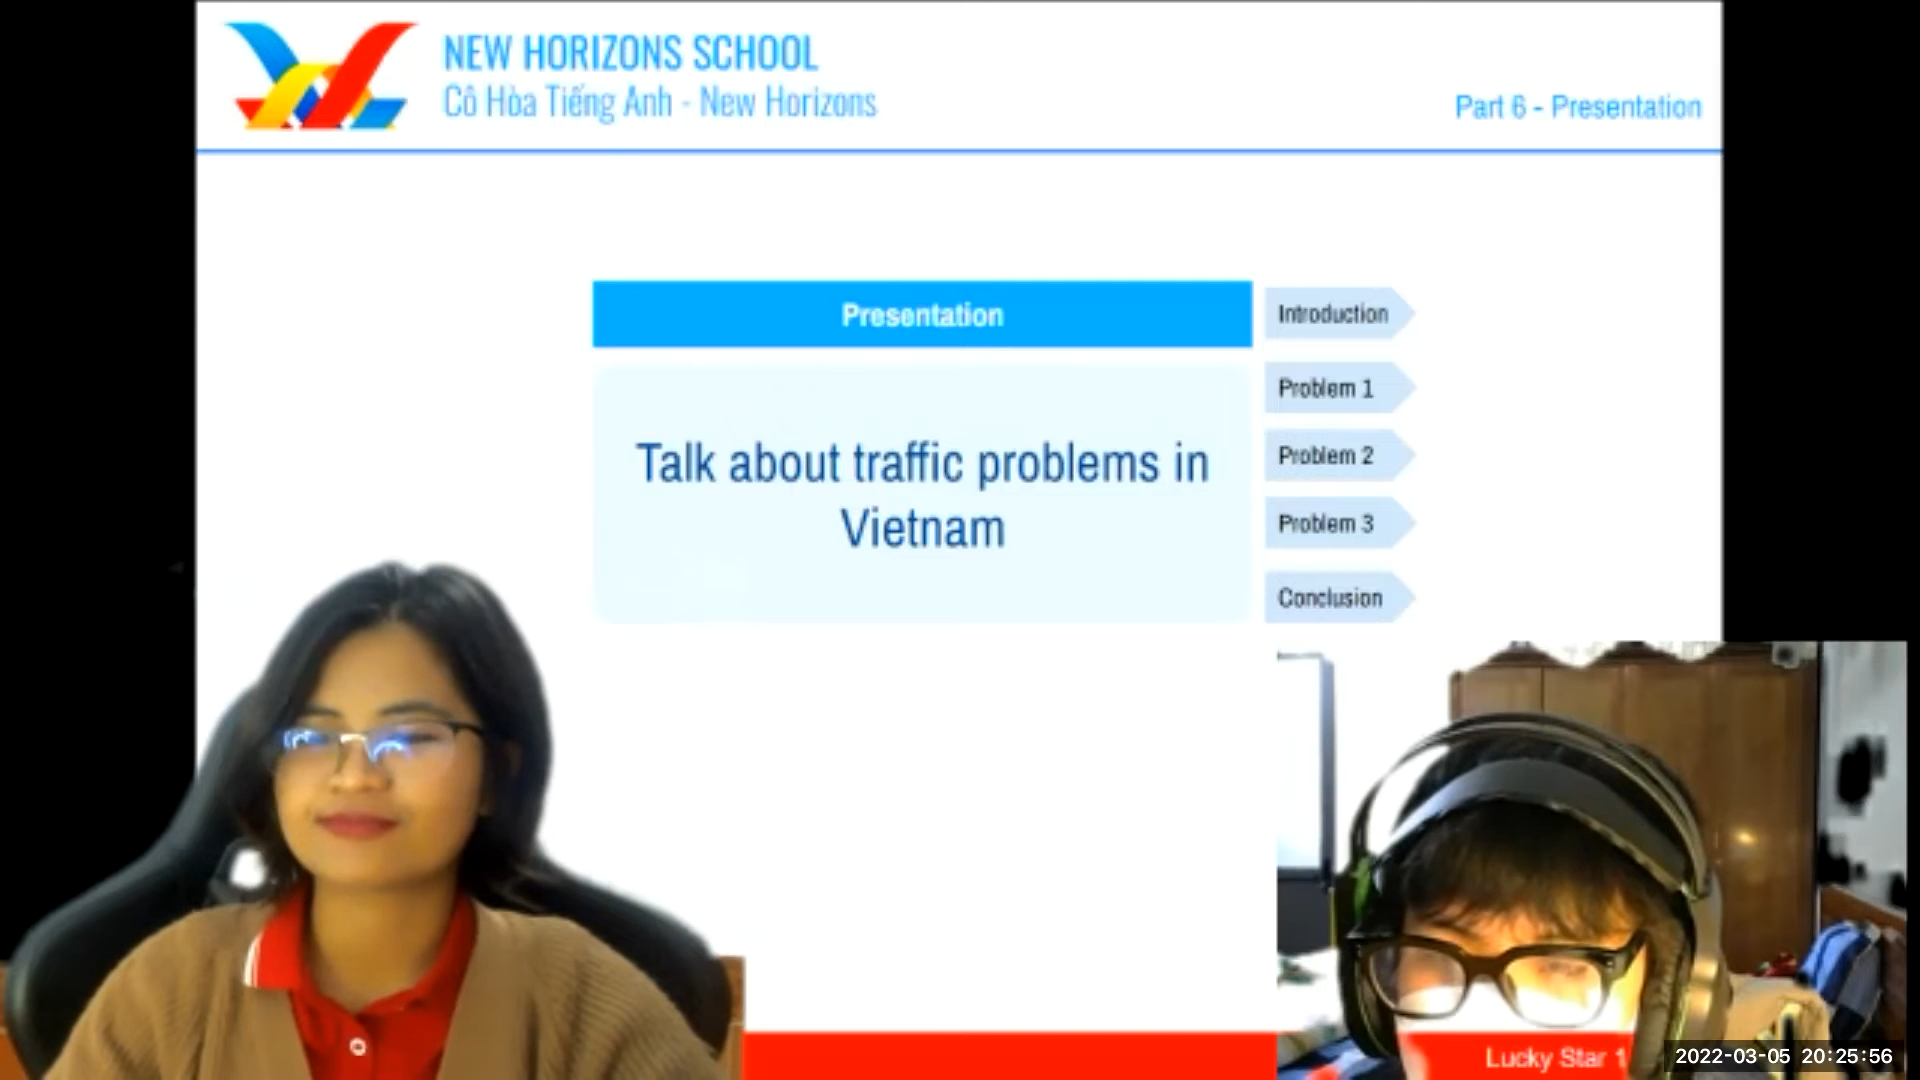 NEW HORIZONS SCHOOL
Cô Hòa Tiếng Anh - New Horizons
Part 6 - Presentation
Presentation
Talk about traffic problems in
Vietnam
Introduction
Problem 1
Problem 2
Problem 3
Conclusion
Lucky Star 1
2022-03-05 20:25:56